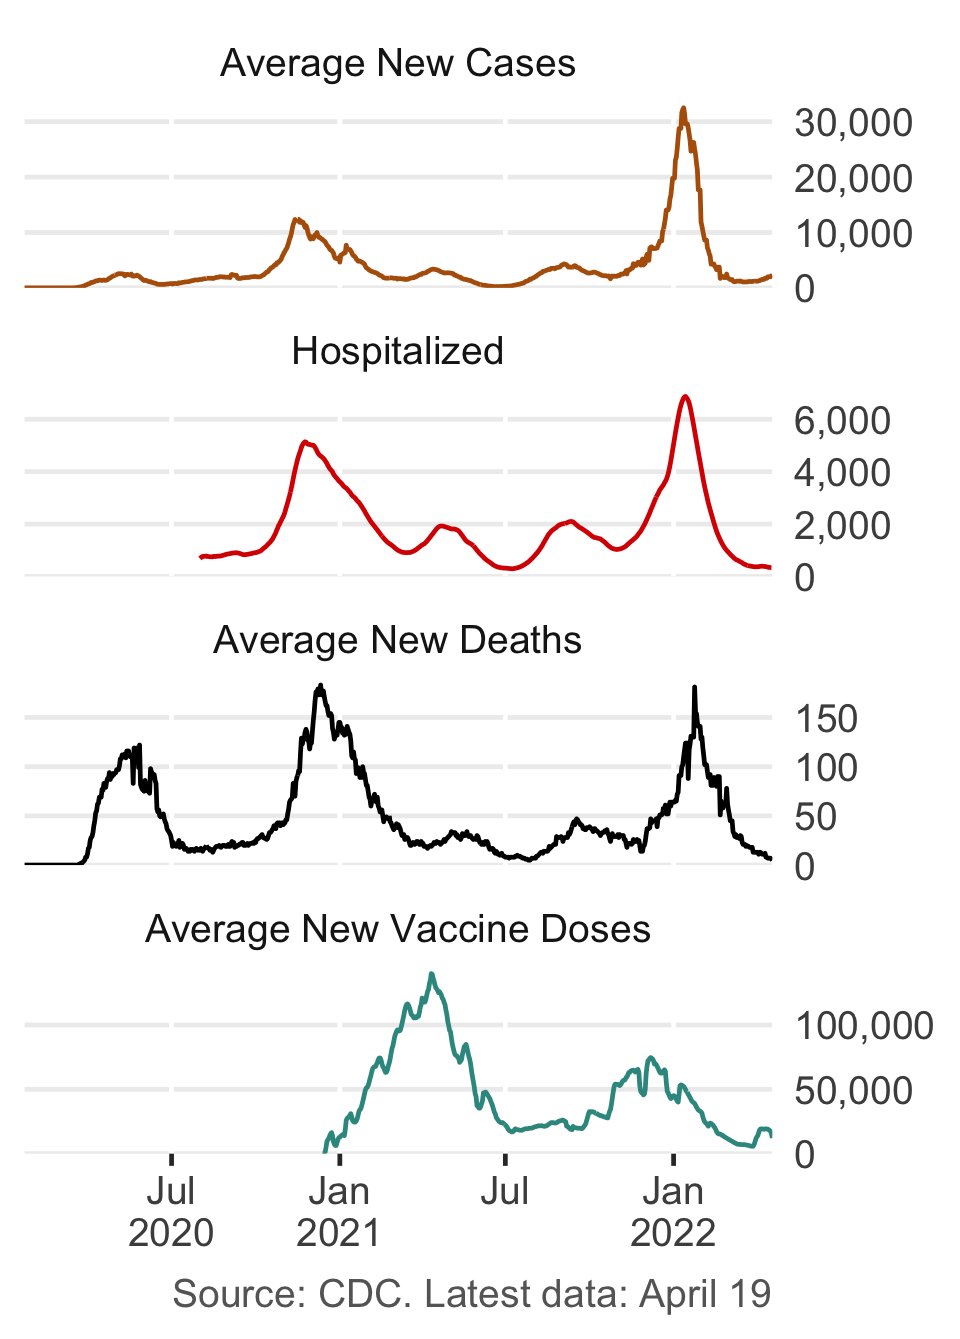 Average New Cases
30,000
20,000
10,000
0
Hospitalized
6,000
4,000
2,000
0
Average New Deaths
150
100
50
0
Average New Vaccine Doses
100,000
50,000
0
Jul Jan Jul Jan
2020 2021 2022
Source: CDC. Latest data: April 19